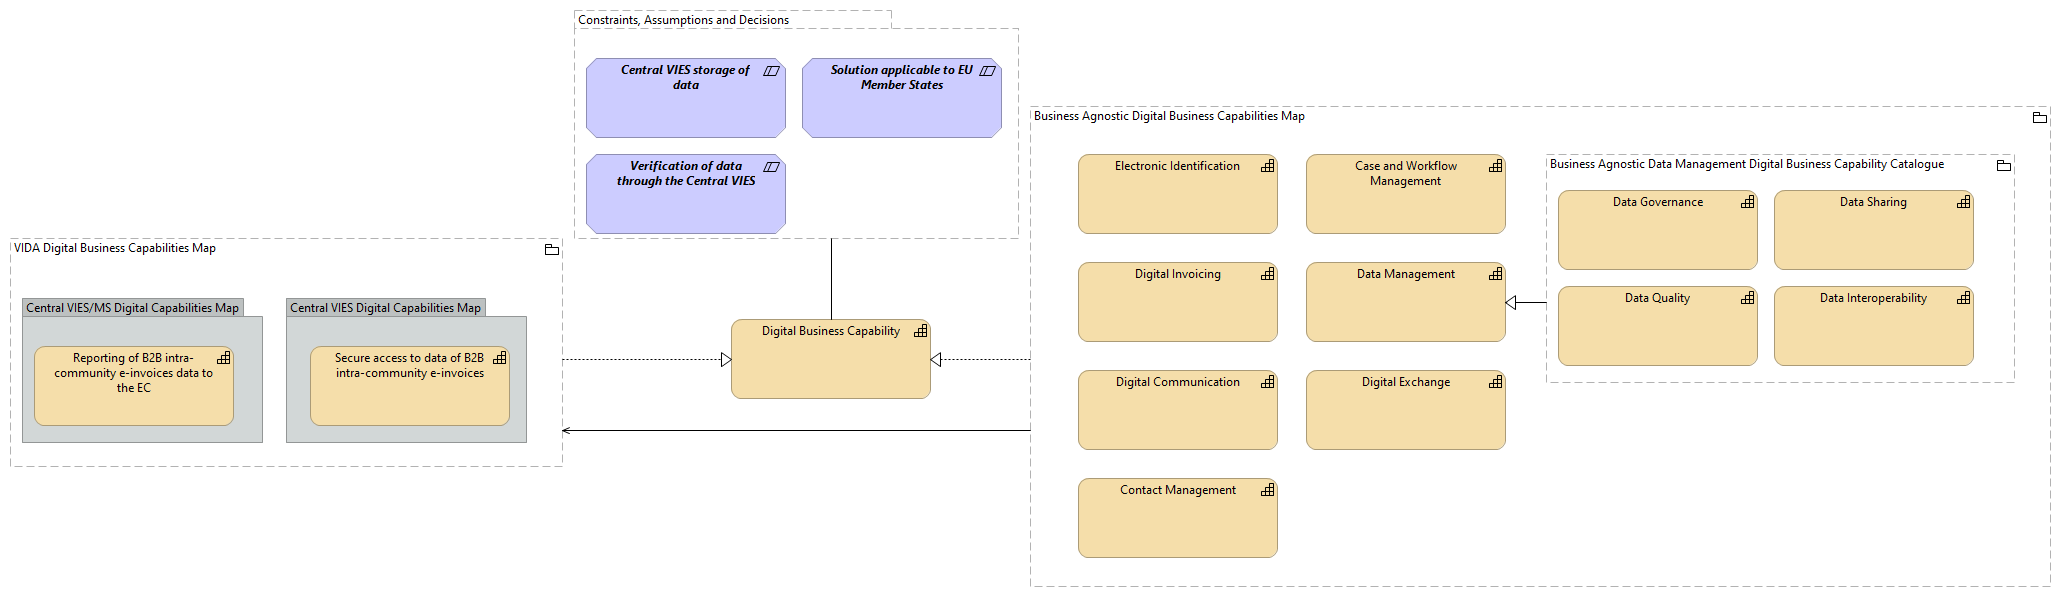 Constraints, Assumptions and Decisions
Central VIES storage of
data
Solution applicable to EU
Member States
Verification of data
through the Central VIES
VIDA Digital Business Capabilities Map
Central VIES/MS Digital Capabilities Map
Reporting of B2B intra-
community e-invoices data to
the EC
Central VIES Digital Capabilities Map
Secure access to data of B2B
intra-community e-invoices
Digital Business Capability
Business Agnostic Digital Business Capabilities Map
Electronic Identification
Case and Workflow
Management
Digital Invoicing
Data Management
Digital Communication
Digital Exchange
Contact Management
Business Agnostic Data Management Digital Business Capability Catalogue
Data Governance
Data Sharing
Data Quality
Data Interoperability